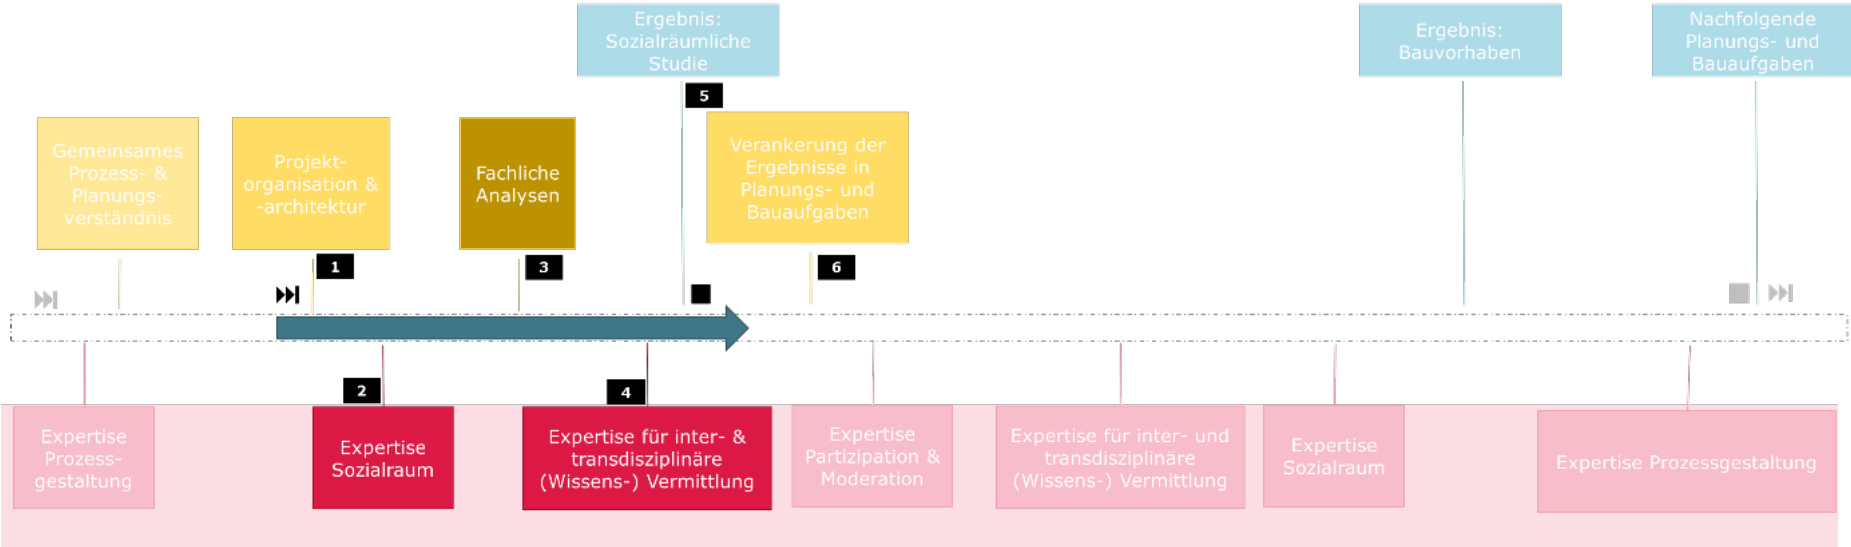 Ergebnis:
Sozialräumliche
Studie
Ergebnis:
Bauvorhaben
Nachfolgende
Planungs- und
Bauaufgaben
5
Gemeinsames
Prozess- &
Planungs-
verständnis
Projekt-
organisation &
-architektur
Fachliche
Analysen
Verankerung der
Ergebnisse in
Planungs- und
Bauaufgaben
1
3
6
2
4
Expertise
Prozess-
gestaltung
Expertise
Sozialraum
Expertise für inter- &
transdisziplinäre
(Wissens-) Vermittlung
Expertise
Partizipation &
Moderation
Expertise für inter- und
transdisziplinäre
(Wissens-) Vermittlung
Expertise
Sozialraum
Expertise Prozessgestaltung